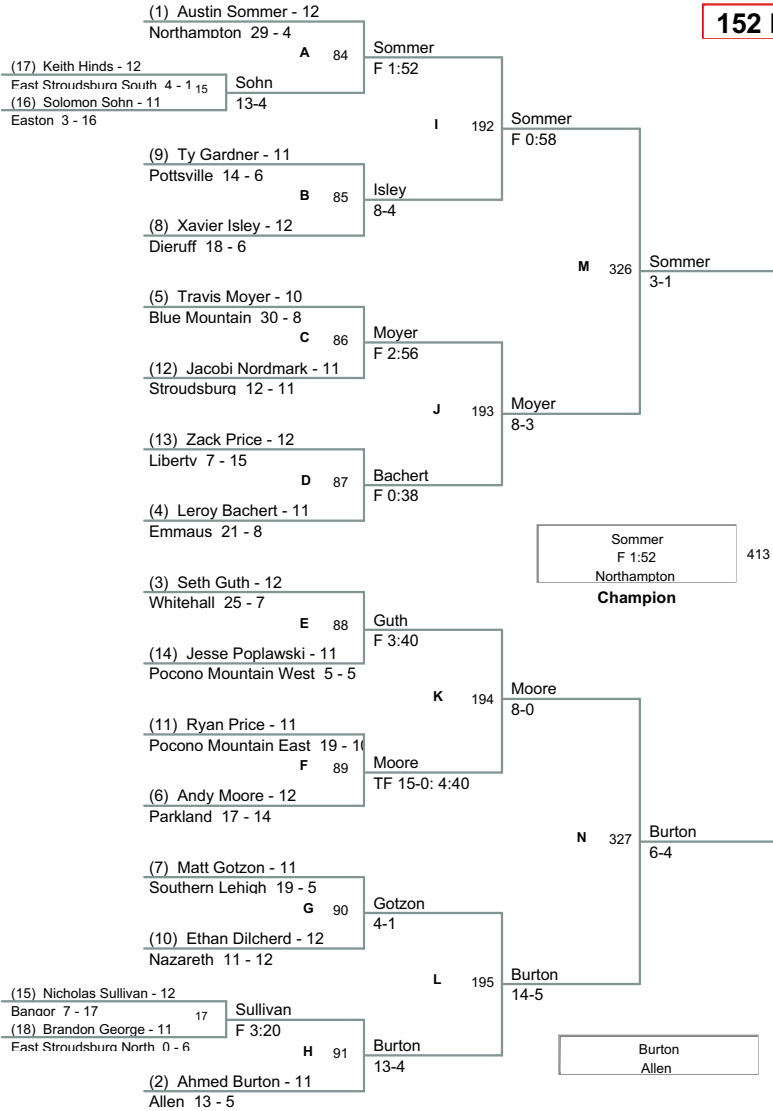 152
(1) Austin Sommer - 12
Northampton 29 - 4
A 84
Sommer
F 1:52
(17) Keith Hinds - 12
East Stroudsburg South 4 - 1
15
(16) Solomon Sohn - 11
Easton 3 - 16
Sohn
13-4
I 192
Sommer
F 0:58
(9) Ty Gardner - 11
Pottsville 14 - 6
B 85
Isley
8-4
(8) Xavier Isley - 12
Dieruff 18 - 6
M 326
Sommer
3-1
(5) Travis Moyer - 10
Blue Mountain 30 - 8
C 86
Moyer
F 2:56
(12) Jacobi Nordmark - 11
Stroudsburg 12 - 11
J 193
Moyer
8-3
(13) Zack Price - 12
Liberty 7 - 15
D 87
Bachert
F 0:38
(4) Leroy Bachert - 11
Emmaus 21 - 8
Sommer
F 1:52
Northampton
413
Champion
(3) Seth Guth - 12
Whitehall 25 - 7
E 88
Guth
F 3:40
(14) Jesse Poplawski - 11
Pocono Mountain West 5 - 5
K 194
Moore
8-0
(11) Ryan Price - 11
Pocono Mountain East 19 - 10
F 89
Moore
TF 15-0: 4:40
(6) Andy Moore - 12
Parkland 17 - 14
N 327
Burton
6-4
(7) Matt Gotzon - 11
Southern Lehigh 19 - 5
G 90
Gotzon
4-1
(10) Ethan Dilcherd - 12
Nazareth 11 - 12
L 195
Burton
14-5
(15) Nicholas Sullivan - 12
Bangor 7 - 17
17
(18) Brandon George - 11
East Stroudsburg North 0 - 6
Sullivan
F 3:20
H 91
Burton
13-4
(2) Ahmed Burton - 11
Allen 13 - 5
Burton
Allen